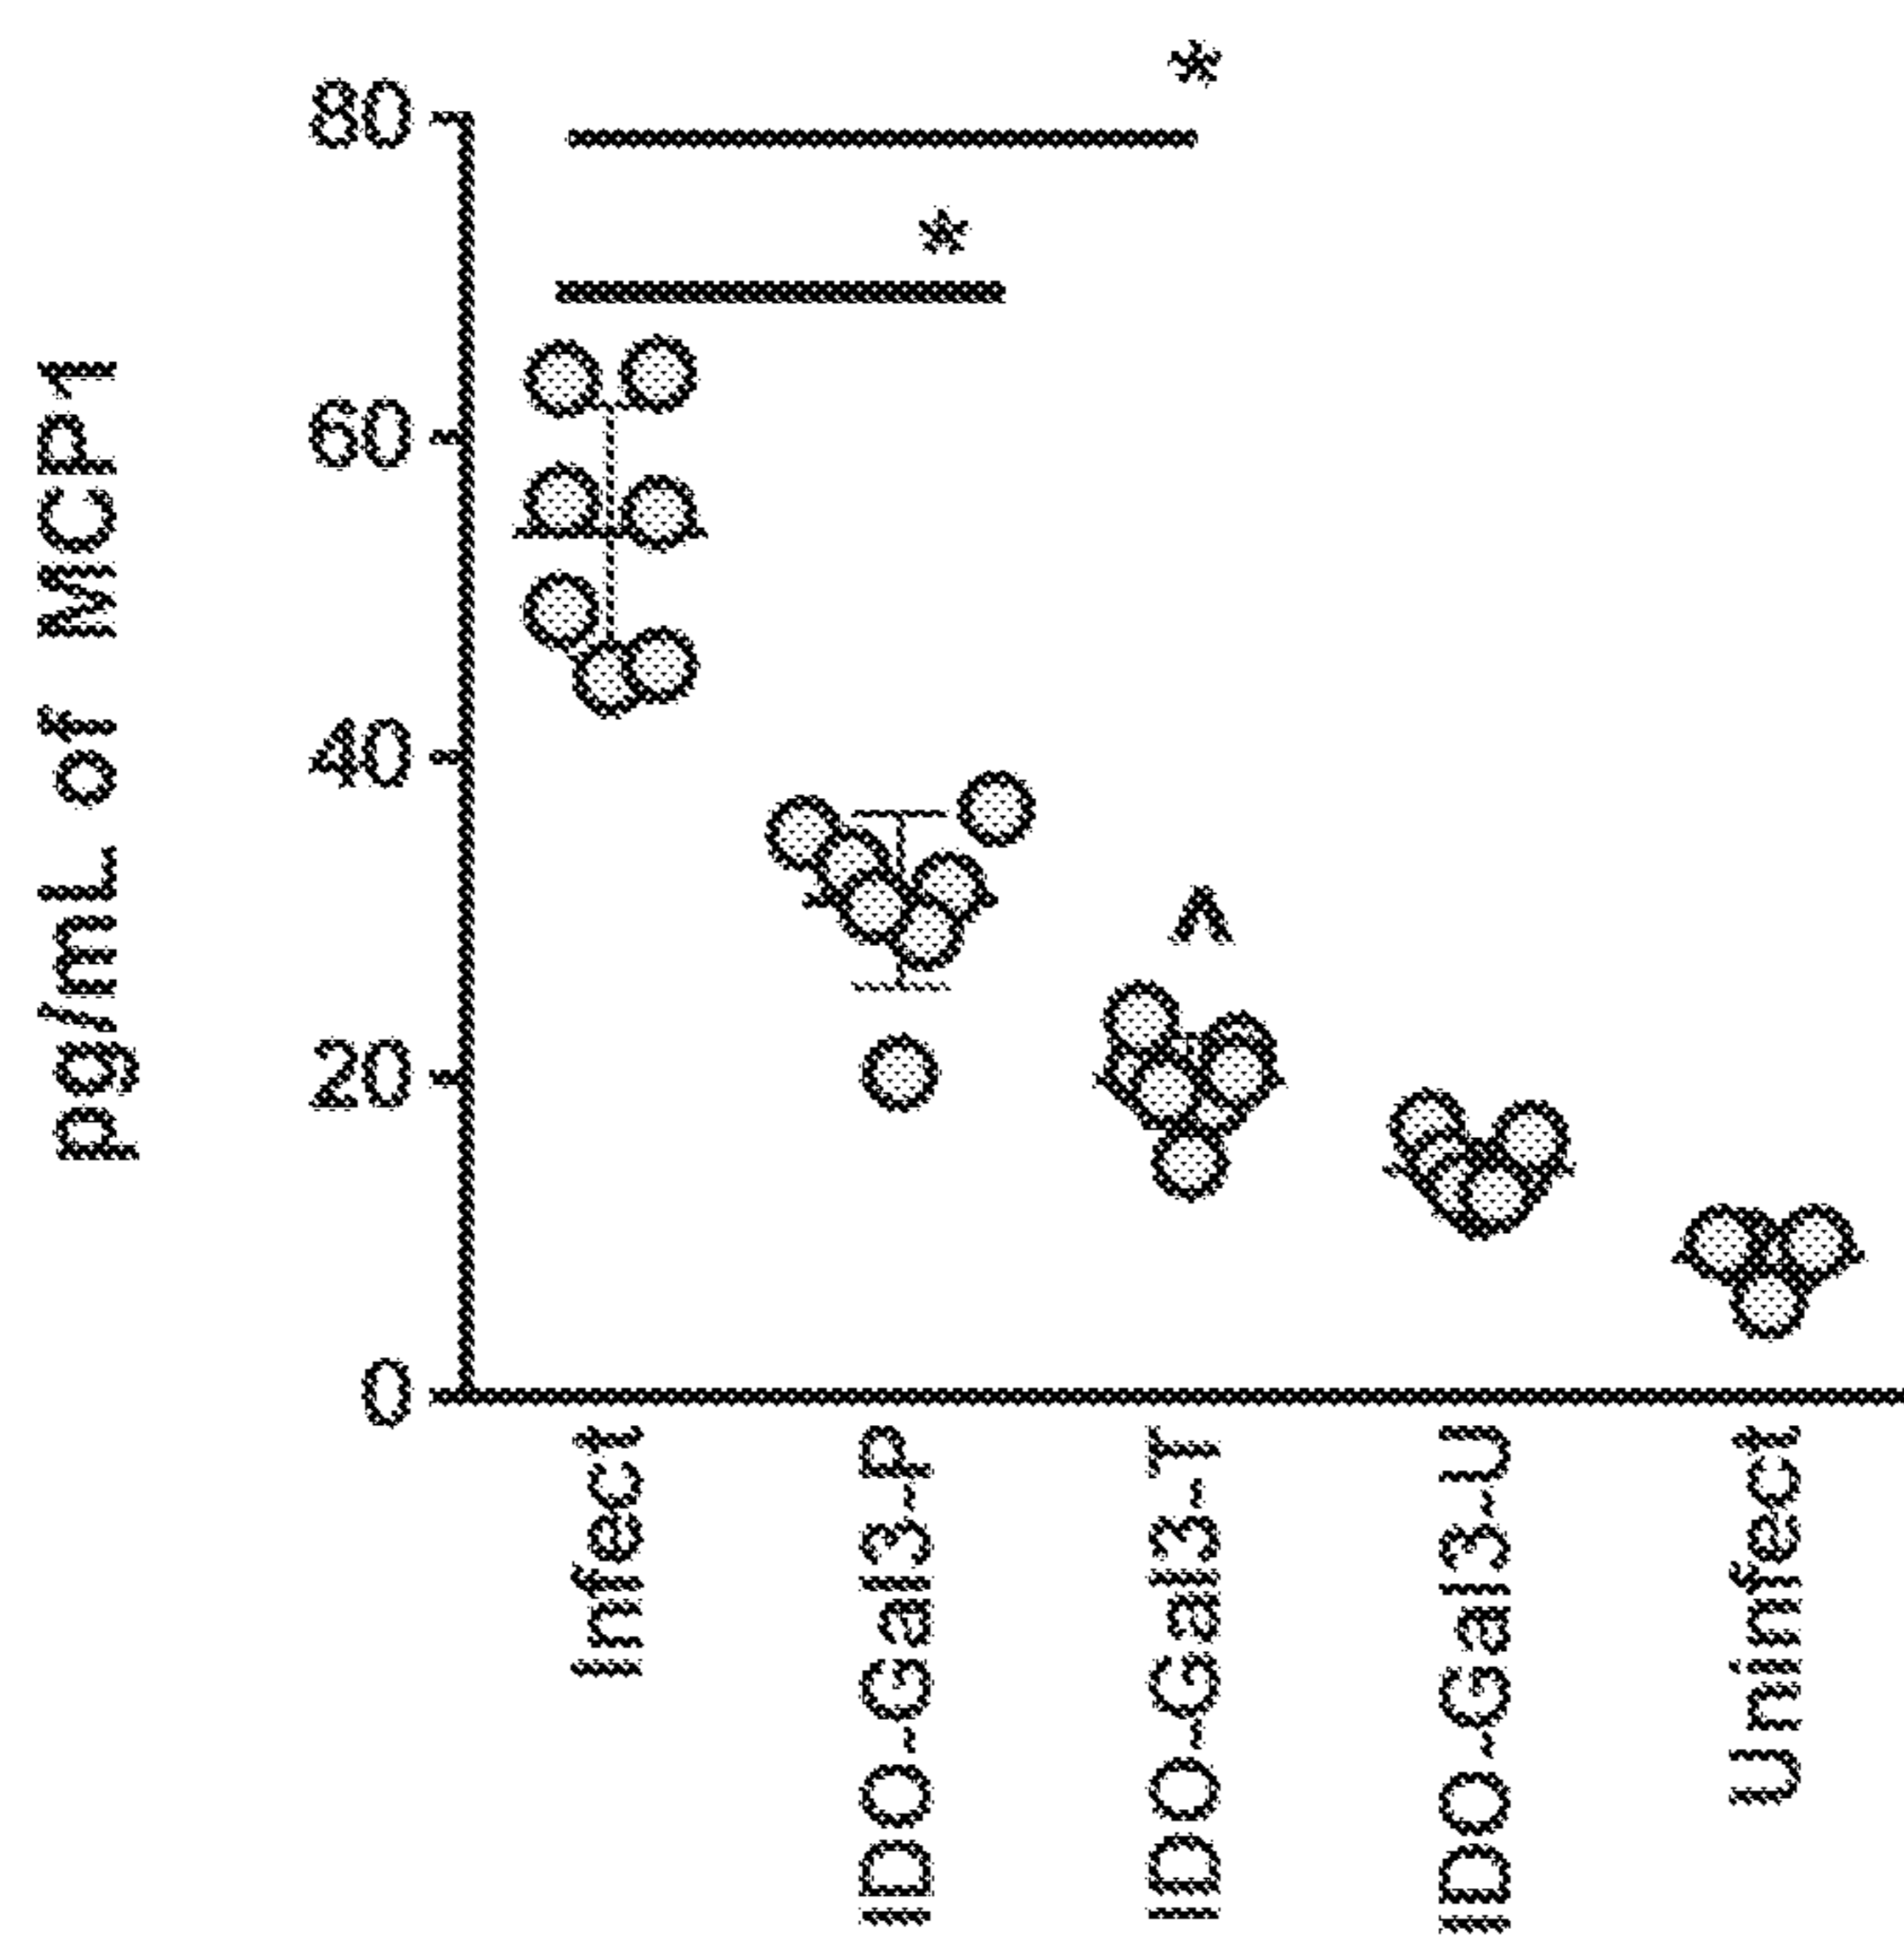 pg/mL of MCP1
80
60
40
20
0
*
*
^
Infect
IDO-Gal3-P
IDO-Gal3-T
IDO-Gal3-U
Uninfect